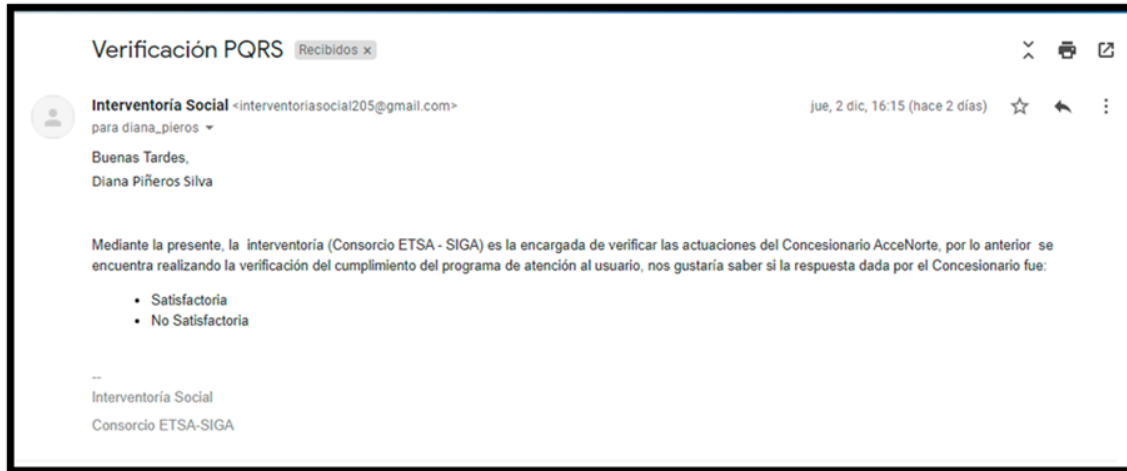 Verificación PQRS Recibidos x
Interventoría Social <interventoriasocial205@gmail.com> jue, 2 dic, 16:15 (hace 2 días)
para diana_pieros
Buenas Tardes,
Diana Piñeros Silva
Mediante la presente, la interventoría (Consorcio ETSA - SIGA) es la encargada de verificar las actuaciones del Concesionario AcceNorte, por lo anterior se
encuentra realizando la verificación del cumplimiento del programa de atención al usuario, nos gustaría saber si la respuesta dada por el Concesionario fue:
• Satisfactoria
• No Satisfactoria
--
Interventoría Social
Consorcio ETSA-SIGA